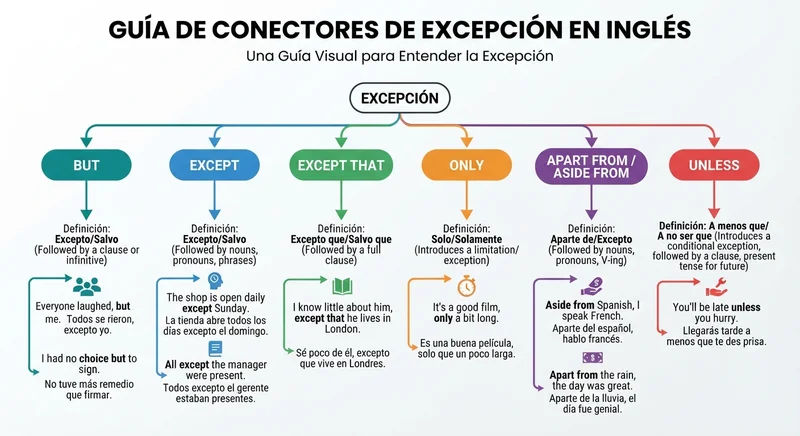 GUÍA DE CONECTORES DE EXCEPCIÓN EN INGLÉS
Una Guía Visual para Entender la Excepción
EXCEPCIÓN
BUT
Definición:
Excepto/Salvo
(Followed by a clause or
infinitive)
Everyone laughed, but
me. Todos se rieron,
excepto yo.
I had no choice but to
sign.
No tuve más remedio
que firmar.
EXCEPT
Definición:
Excepto/Salvo
(Followed by nouns,
pronouns, phrases)
The shop is open daily
except Sunday.
La tienda abre todos los
días excepto el domingo.
All except the manager
were present.
Todos excepto el gerente
estaban presentes.
EXCEPT THAT
Definición:
Excepto que/Salvo que
(Followed by a full
clause)
I know little about him,
except that he lives in
London.
Sé poco de él, excepto
que vive en Londres.
ONLY
Definición:
Solo/Solamente
(Introduces a limitation/
exception)
It's a good film,
only a bit long.
Es una buena película,
solo que un poco larga.
APART FROM /
ASIDE FROM
Definición:
Aparte de/Excepto
(Followed by nouns,
pronouns, V-ing)
Aside from Spanish, I
speak French.
Aparte del español,
hablo francés.
Apart from the rain,
the day was great.
Aparte de la lluvia, el
día fue genial.
UNLESS
Definición: A menos que/
A no ser que (Introduces a
conditional exception,
followed by a clause, present
tense for future)
You'll be late unless
you hurry.
Llegarás tarde a
menos que te des prisa.